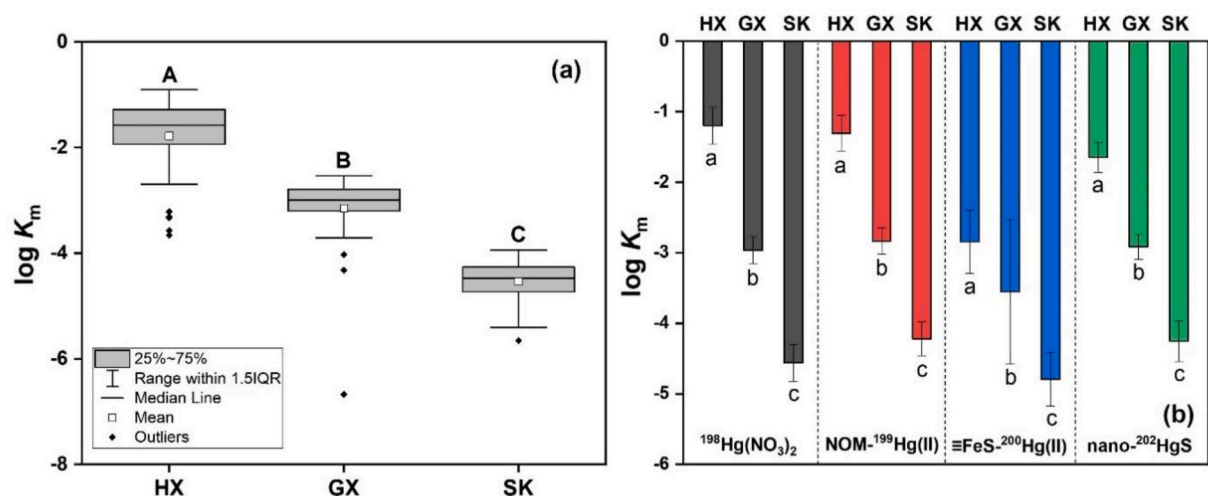 (a)
A
B
C
log Km
0
-2
-4
-6
-8
25%~75%
Range within 1.5IQR
Median Line
Mean
Outliers
HX GX SK
HX GX SK HX GX SK HX GX SK HX GX SK
log Km
0
-1
-2
-3
-4
-5
-6
a b c a b c a b c a b c
(b)
¹⁹⁸Hg(NO₃)₂ NOM-¹⁹⁹Hg(II) ≡FeS-²⁰⁰Hg(II) nano-²⁰²HgS